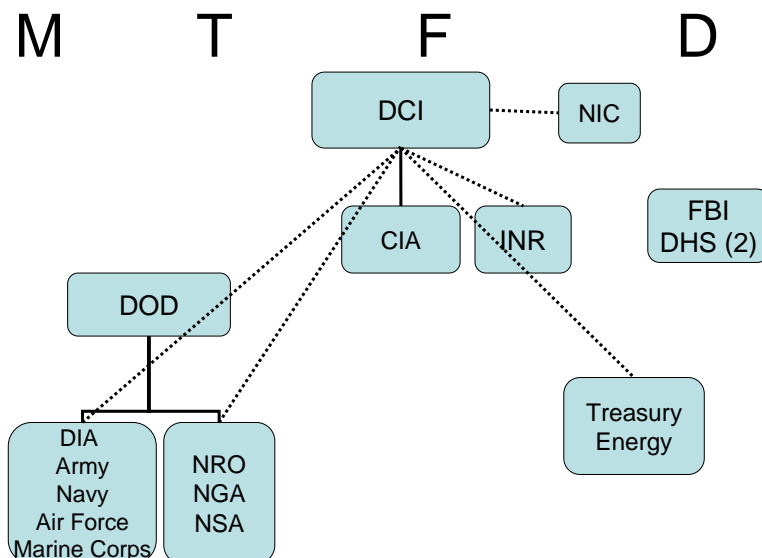 M T F D
DCI
NIC
CIA
INR
FBI
DHS (2)
DOD
Treasury
Energy
DIA
Army
Navy
Air Force
Marine Corps
NRO
NGA
NSA